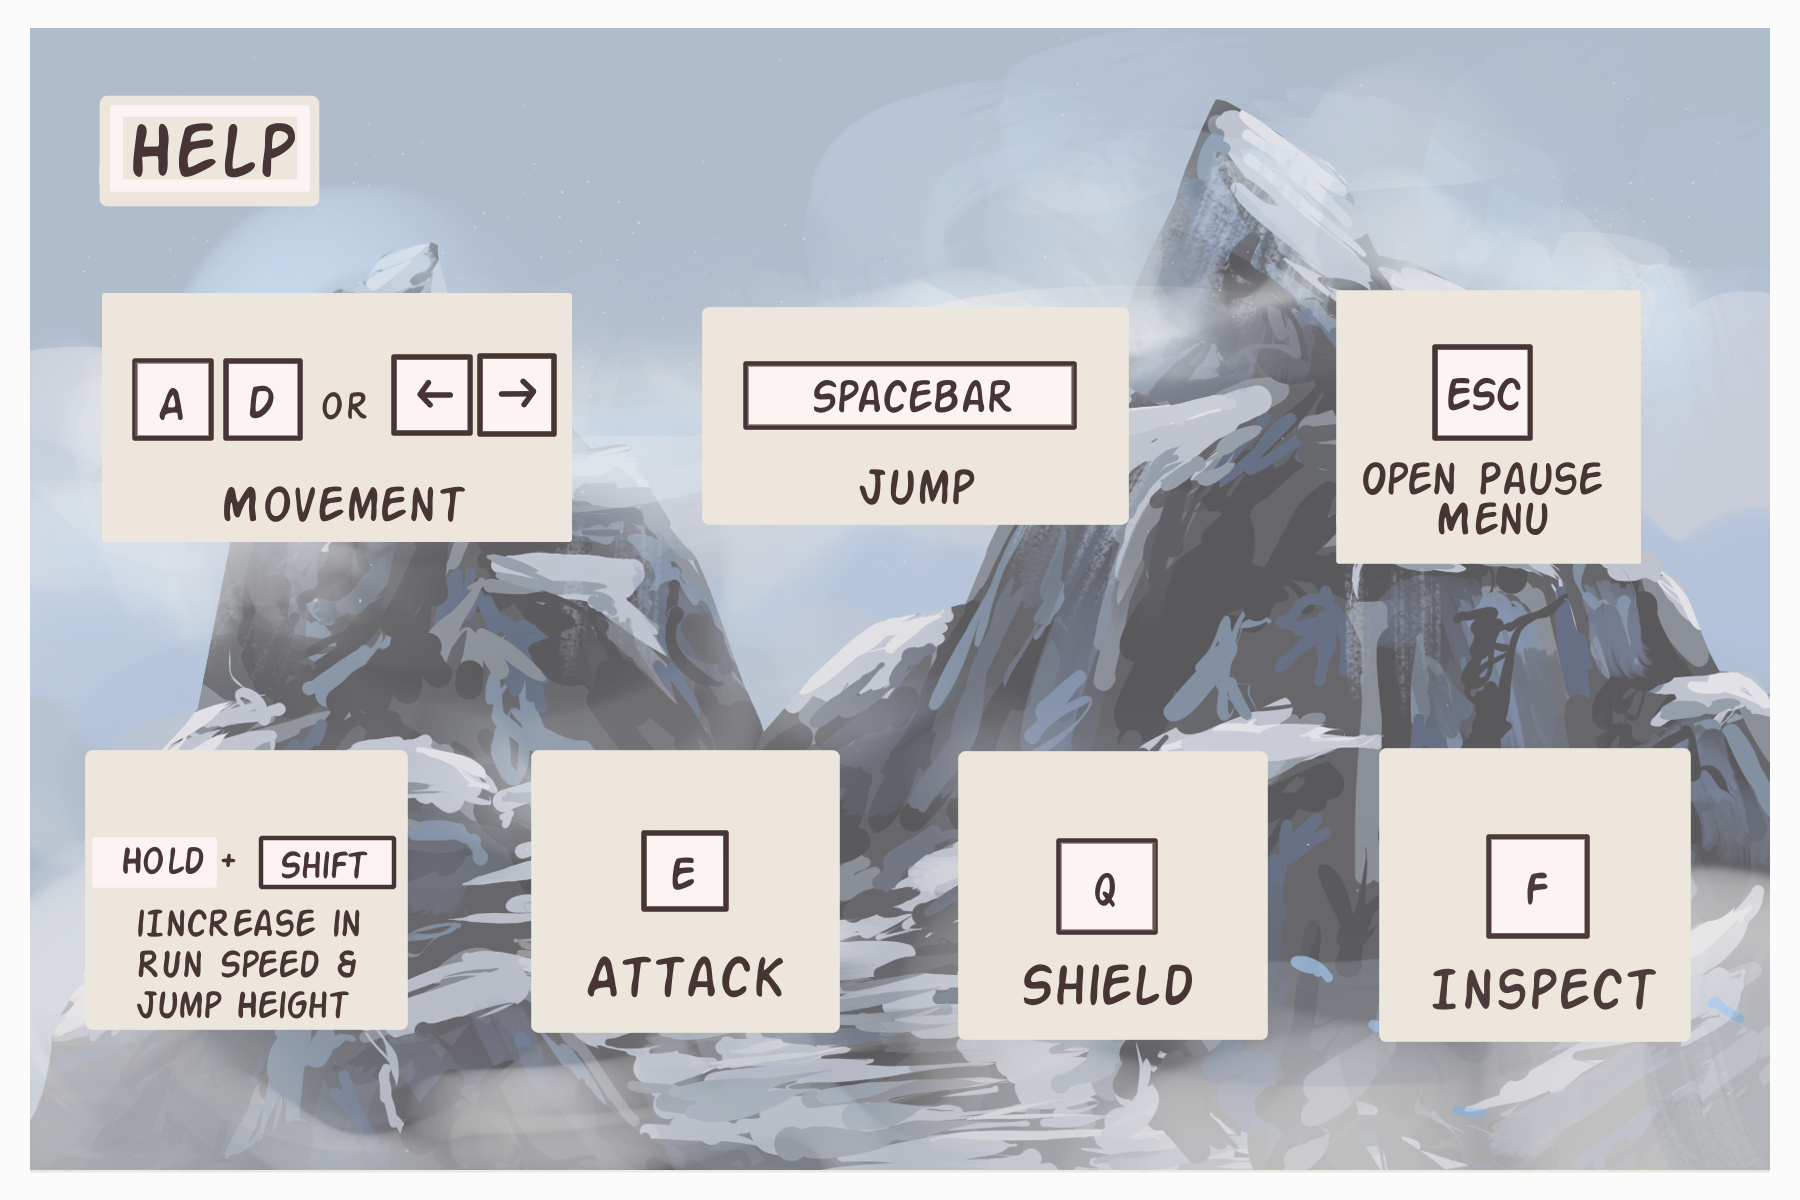 HELP
A D OR ← →
MOVEMENT
SPACEBAR
JUMP
ESC
OPEN PAUSE
MENU
HOLD + SHIFT
IINCREASE IN
RUN SPEED &
JUMP HEIGHT
E
ATTACK
Q
SHIELD
F
INSPECT